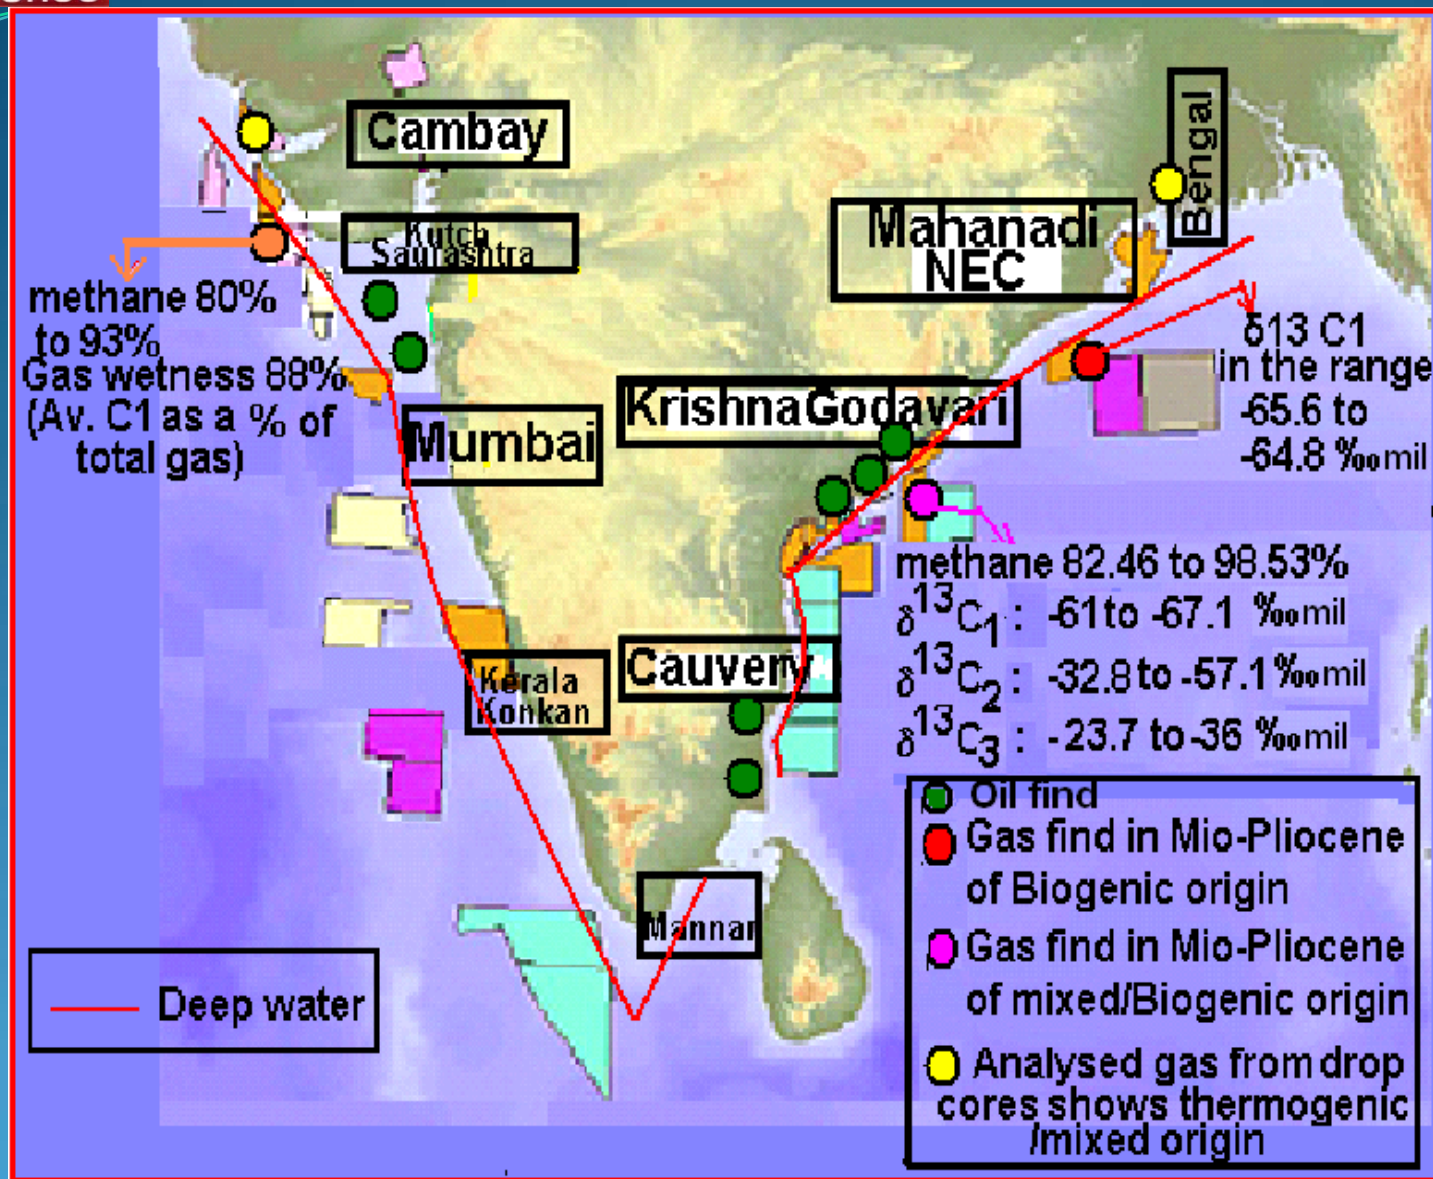 Cambay
Kutch
Saurashtra
Bengal
Mahanadi
NEC
methane 80%
to 93%
Gas wetness 88%
(Av. C1 as a % of
total gas)
Mumbai
KrishnaGodavari
δ13 C1
in the range
-65.6 to
-64.8 ‰mil
methane 82.46 to 98.53%
δ¹³C₁ : -61to -67.1 ‰mil
δ¹³C₂ : -32.8to -57.1 ‰mil
δ¹³C₃ : -23.7 to-36 ‰mil
Cauvery
Kerala
Konkan
Mannar
Deep water
Oil find
Gas find in Mio-Pliocene
of Biogenic origin
Gas find in Mio-Pliocene
of mixed/Biogenic origin
Analysed gas from drop
cores shows thermogenic
/mixed origin